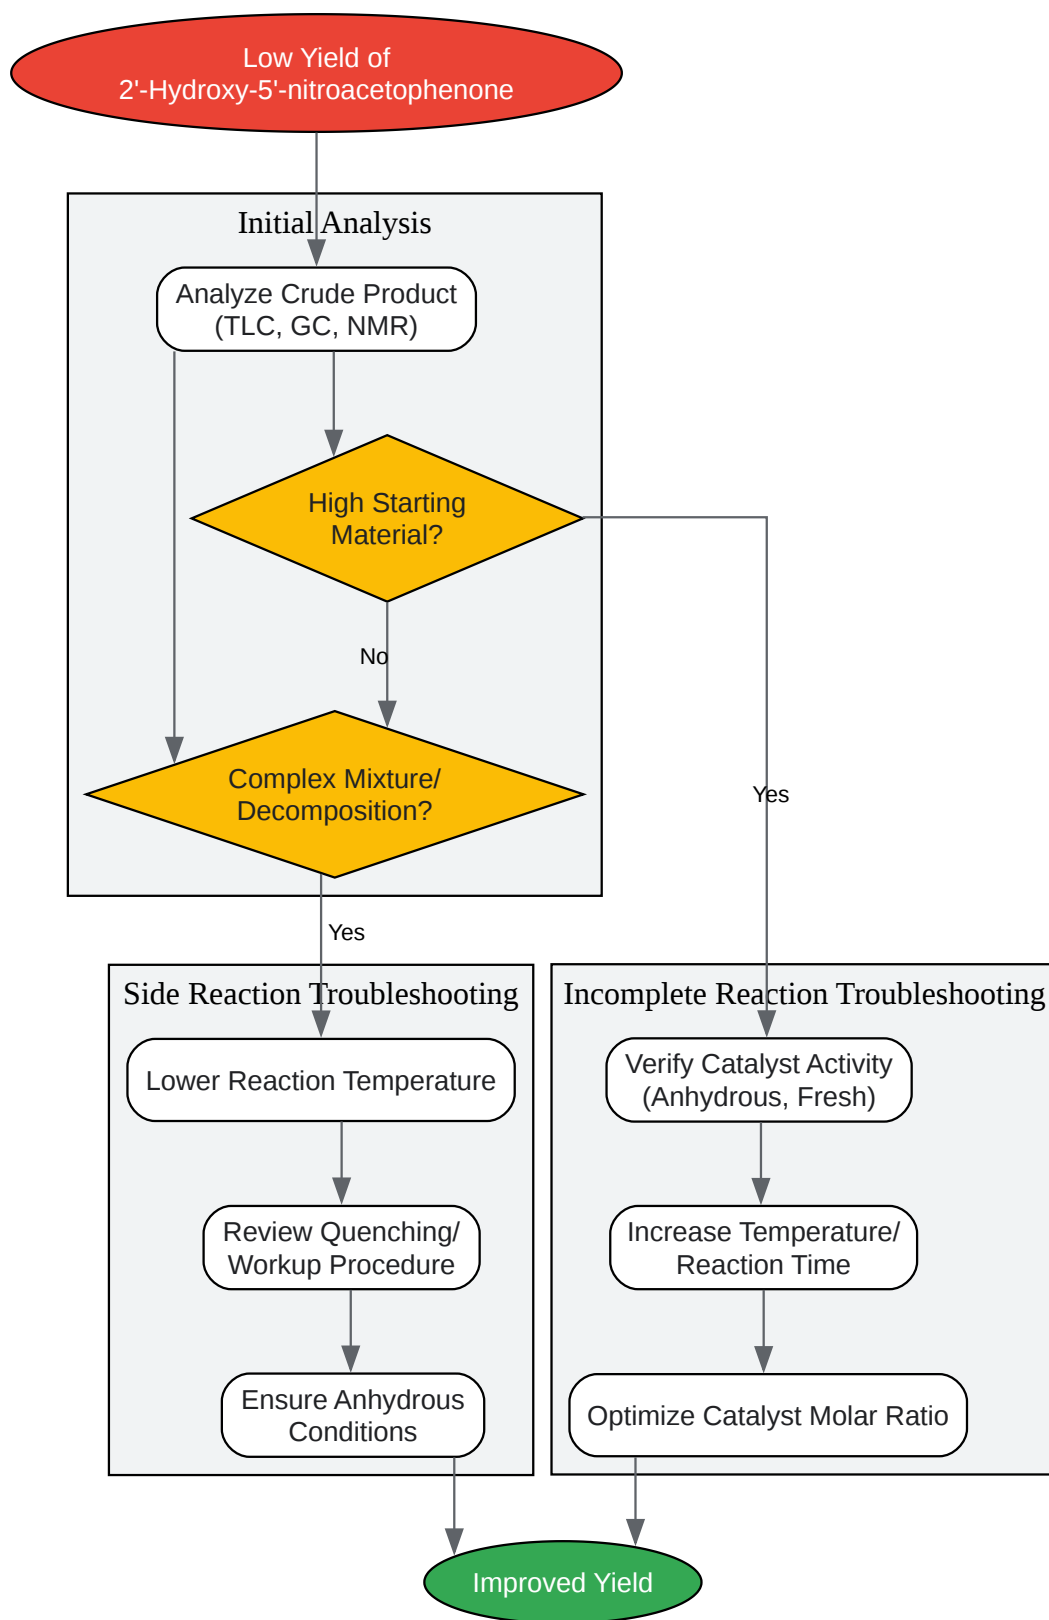 Low Yield of
2'-Hydroxy-5'-nitroacetophenone
Initial Analysis
Analyze Crude Product
(TLC, GC, NMR)
High Starting
Material?
No
Complex Mixture/
Decomposition?
Yes
Yes
Side Reaction Troubleshooting
Lower Reaction Temperature
Review Quenching/
Workup Procedure
Ensure Anhydrous
Conditions
Incomplete Reaction Troubleshooting
Verify Catalyst Activity
(Anhydrous, Fresh)
Increase Temperature/
Reaction Time
Optimize Catalyst Molar Ratio
Improved Yield